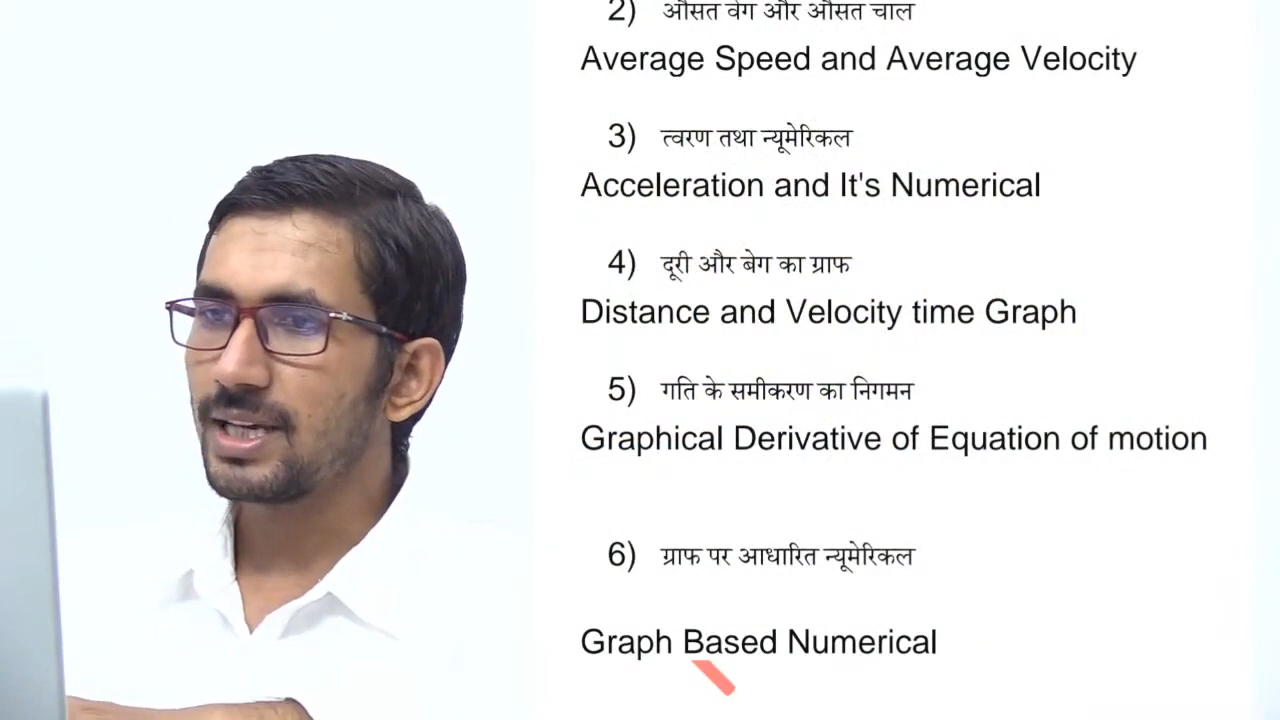 2) औसत वेग और औसत चाल
Average Speed and Average Velocity
3) त्वरण तथा न्यूमेरिकल
Acceleration and It's Numerical
4) दूरी और बेग का ग्राफ
Distance and Velocity time Graph
5) गति के समीकरण का निगमन
Graphical Derivative of Equation of motion
6) ग्राफ पर आधारित न्यूमेरिकल
Graph Based Numerical